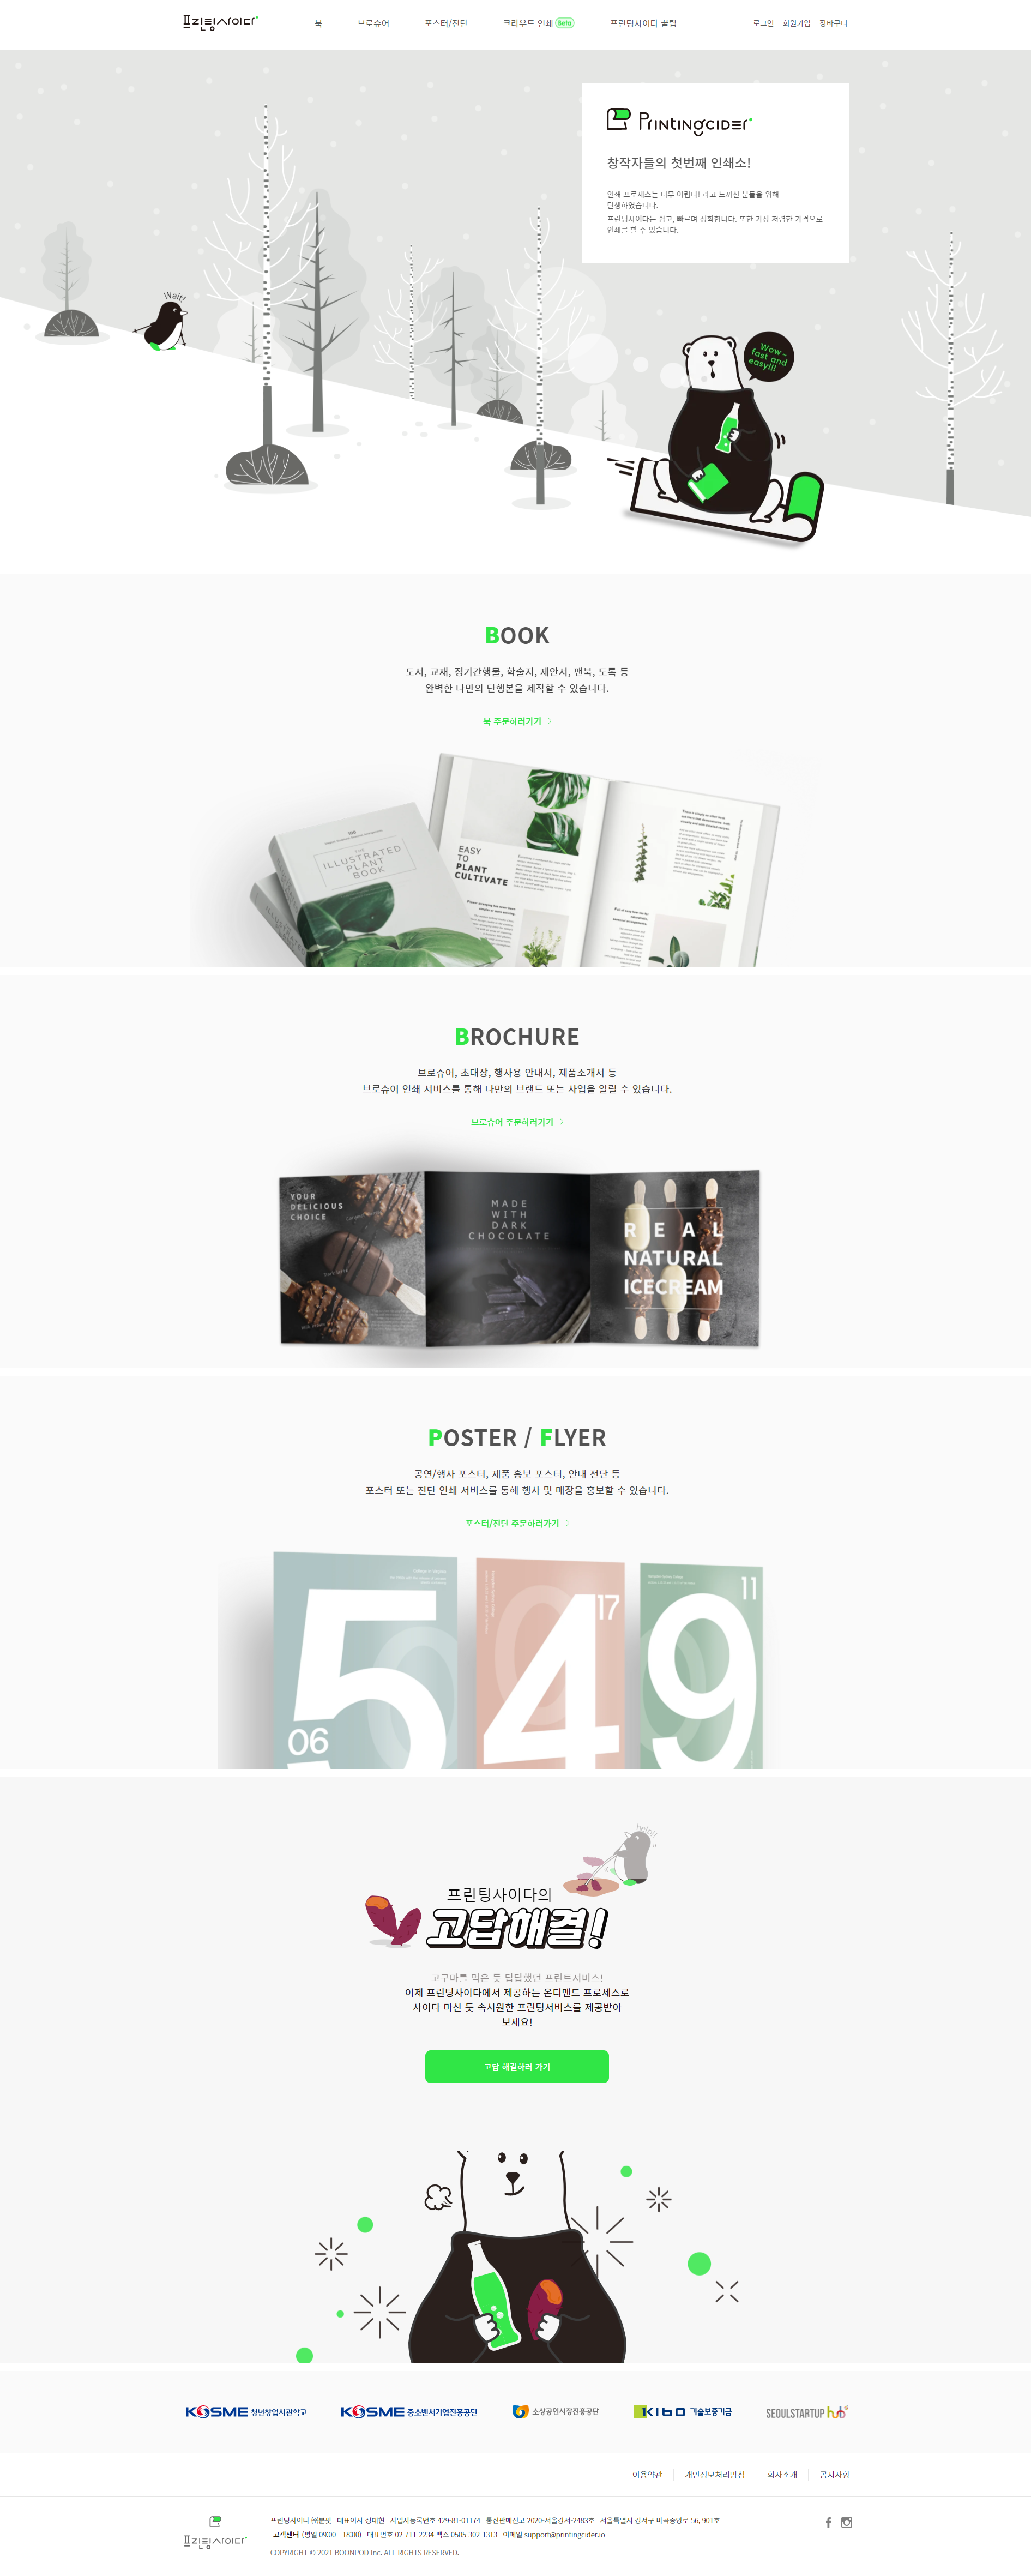 프린팅사이다
북
브로슈어
포스터/전단
크라우드 인쇄 Beta
프린팅사이다 꿀팁
로그인
회원가입
장바구니
PRINTINGCIDER
창작자들의 첫번째 인쇄소!
인쇄 프로세스는 너무 어렵다! 라고 느끼신 분들을 위해
탄생하였습니다.
프린팅사이다는 쉽고, 빠르며 정확합니다. 또한 가장 저렴한 가격으로
인쇄를 할 수 있습니다.
Wait!
Wow~
fast and
easy!!!
BOOK
도서, 교재, 정기간행물, 학술지, 제안서, 팬북, 도록 등
완벽한 나만의 단행본을 제작할 수 있습니다.
북 주문하러가기
THE
ILLUSTRATED
PLANT
BOOK
EASY
TO
PLANT
CULTIVATE
BROCHURE
브로슈어, 초대장, 행사용 안내서, 제품소개서 등
브로슈어 인쇄 서비스를 통해 나만의 브랜드 또는 사업을 알릴 수 있습니다.
브로슈어 주문하러가기
YOUR
DELICIOUS
CHOICE
MADE
WITH
DARK
CHOCOLATE
REAL
NATURAL
ICECREAM
POSTER / FLYER
공연/행사 포스터, 제품 홍보 포스터, 안내 전단 등
포스터 또는 전단 인쇄 서비스를 통해 행사 및 매장을 홍보할 수 있습니다.
포스터/전단 주문하러가기
5
06
4
17
9
11
help!!
프린팅사이다의
고답해결!
고구마를 먹은 듯 답답했던 프린트서비스!
이제 프린팅사이다에서 제공하는 온디맨드 프로세스로
사이다 마신 듯 속시원한 프린팅서비스를 제공받아
보세요!
고답 해결하러 가기
KOSME 청년창업사관학교
KOSME 중소벤처기업진흥공단
소상공인시장진흥공단
KIBO 기술보증기금
SEOULSTARTUP hub
이용약관
개인정보처리방침
회사소개
공지사항
프린팅사이다
프린팅사이다 ㈜분팟 대표이사 성대현 사업자등록번호 429-81-01174 통신판매신고 2020-서울강서-2483호 서울특별시 강서구 마곡중앙로 56, 901호
고객센터 (평일 09:00 - 18:00) 대표번호 02-711-2234 팩스 0505-302-1313 이메일 support@printingcider.io
COPYRIGHT © 2021 BOONPOD Inc. ALL RIGHTS RESERVED.